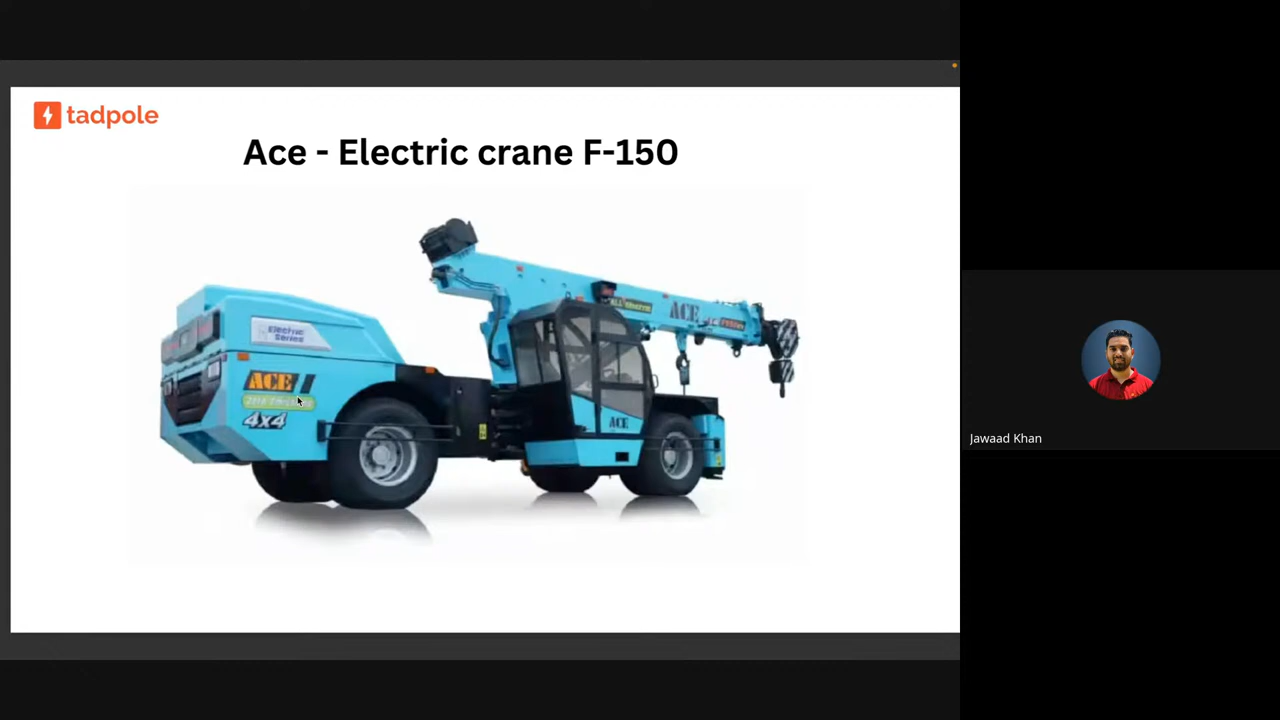 tadpole
Ace - Electric crane F-150
Electric
Series
ACE
4x4
ACE
ACE
Jawaad Khan